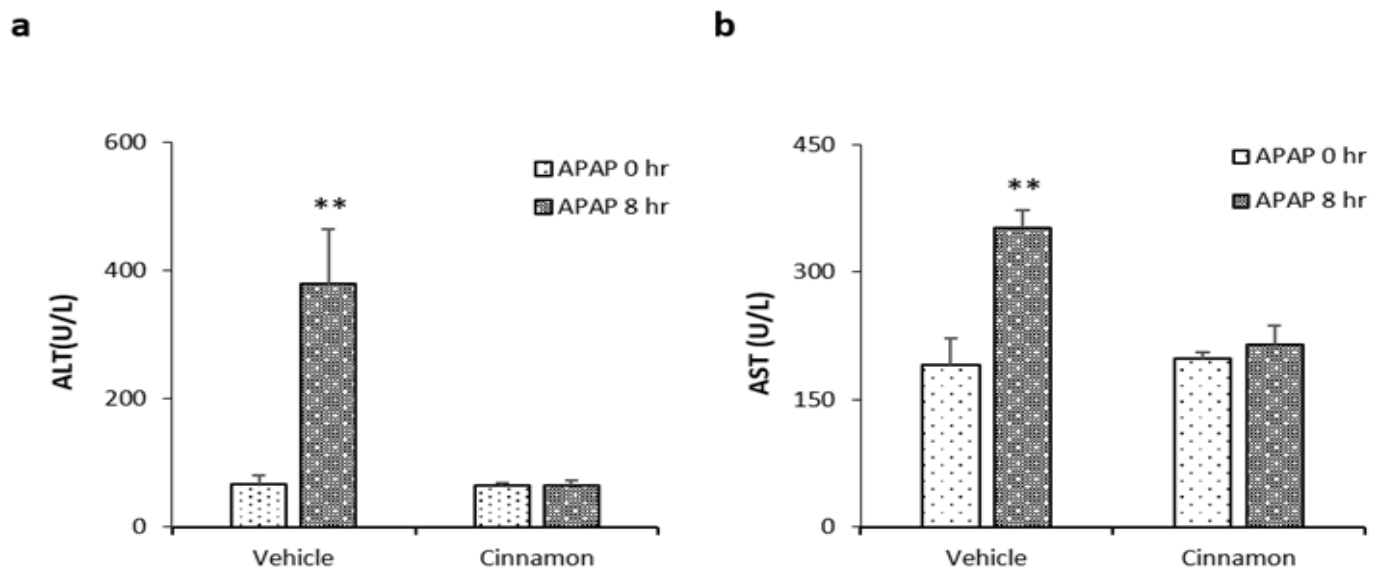 a
600
400
200
0
ALT(U/L)
**
APAP 0 hr
APAP 8 hr
Vehicle
Cinnamon
b
450
300
150
0
AST (U/L)
**
APAP 0 hr
APAP 8 hr
Vehicle
Cinnamon